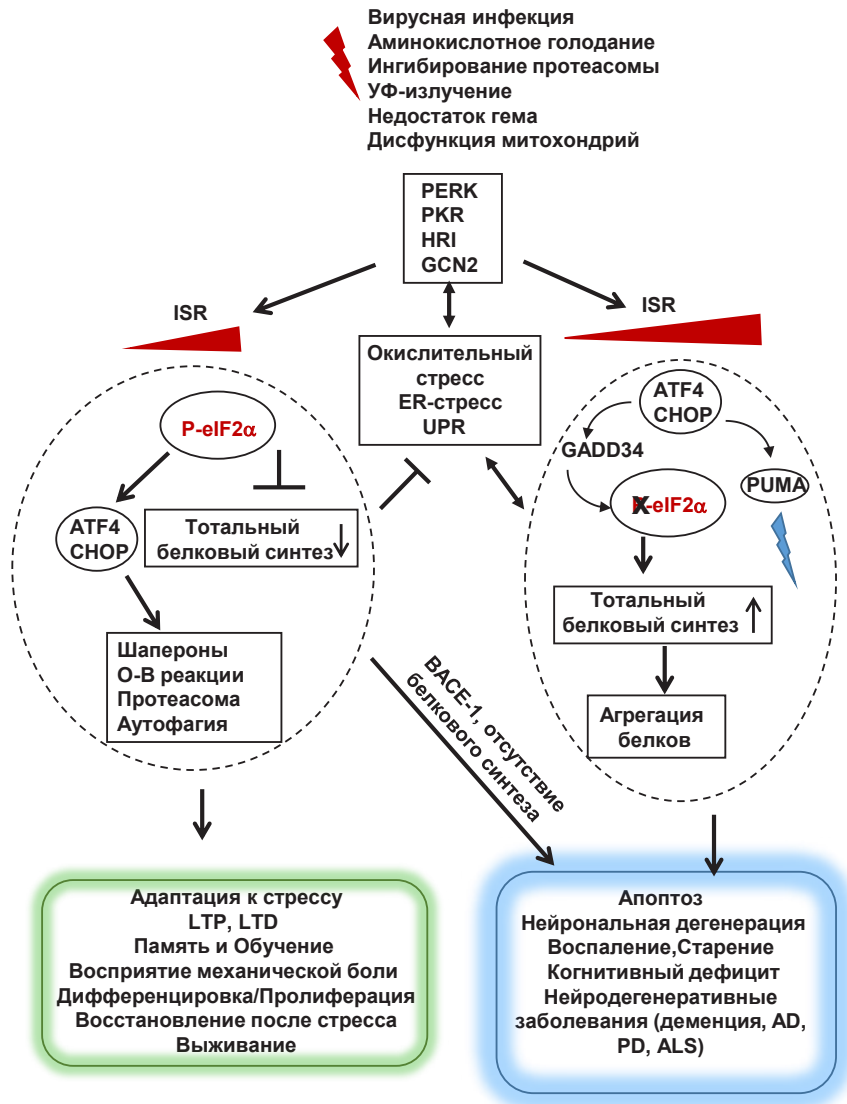 Вирусная инфекция
Аминокислотное голодание
Ингибирование протеасомы
УФ-излучение
Недостаток гема
Дисфункция митохондрий
PERK
PKR
HRI
GCN2
ISR
ISR
Окислительный
стресс
ER-стресс
UPR
P-eIF2α
ATF4
CHOP
Тотальный
белковый синтез
Шапероны
О-В реакции
Протеасома
Аутофагия
ATF4
CHOP
GADD34
PUMA
P-eIF2α
Тотальный
белковый синтез
Агрегация
белков
BACE-1, отсутствие
белкового синтеза
Адаптация к стрессу
LTP, LTD
Память и Обучение
Восприятие механической боли
Дифференцировка/Пролиферация
Восстановление после стресса
Выживание
Апоптоз
Нейрональная дегенерация
Воспаление,Старение
Когнитивный дефицит
Нейродегенеративные
заболевания (деменция, AD,
PD, ALS)